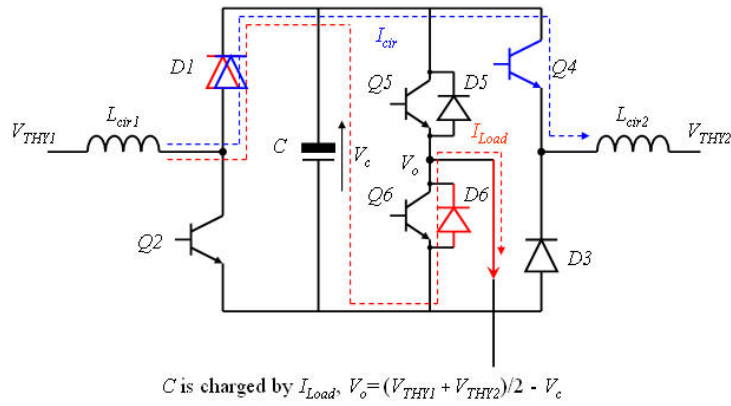 I_cir
D1
Q4
Q5
D5
V_THY1
L_cir1
C
V_c
V_o
I_Load
L_cir2
V_THY2
Q6
D6
Q2
D3
C is charged by I_Load, V_o=(V_THY1 + V_THY2)/2 - V_c